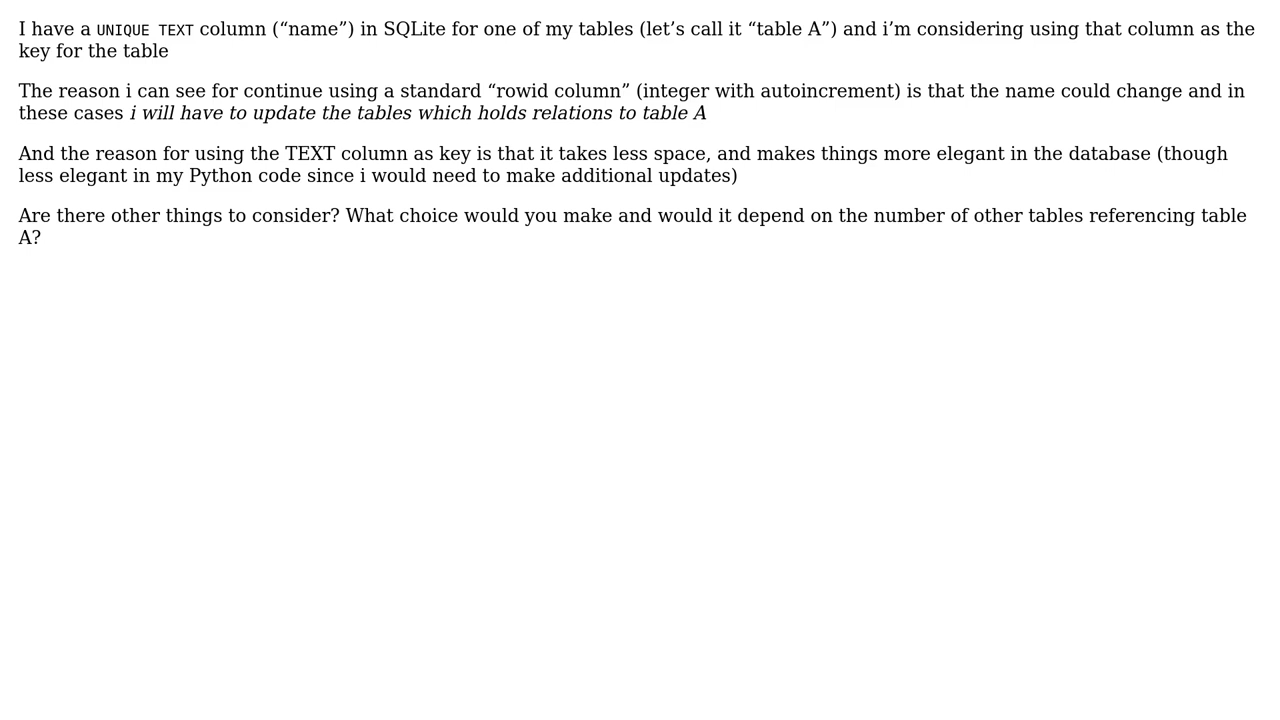 I have a UNIQUE TEXT column (“name”) in SQLite for one of my tables (let’s call it “table A”) and i’m considering using that column as the
key for the table
The reason i can see for continue using a standard “rowid column” (integer with autoincrement) is that the name could change and in
these cases i will have to update the tables which holds relations to table A
And the reason for using the TEXT column as key is that it takes less space, and makes things more elegant in the database (though
less elegant in my Python code since i would need to make additional updates)
Are there other things to consider? What choice would you make and would it depend on the number of other tables referencing table
A?